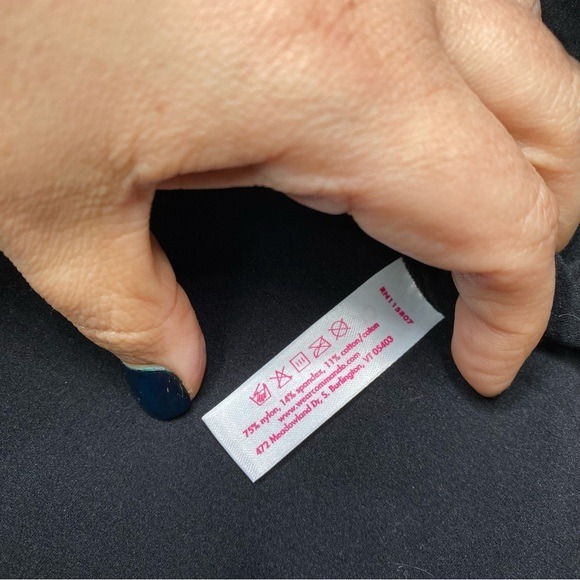 RN115807
75% nylon, 14% spandex, 11% cotton/coton
www.wearcommando.com
472 Meadowland Dr, S. Burlington, VT 05403